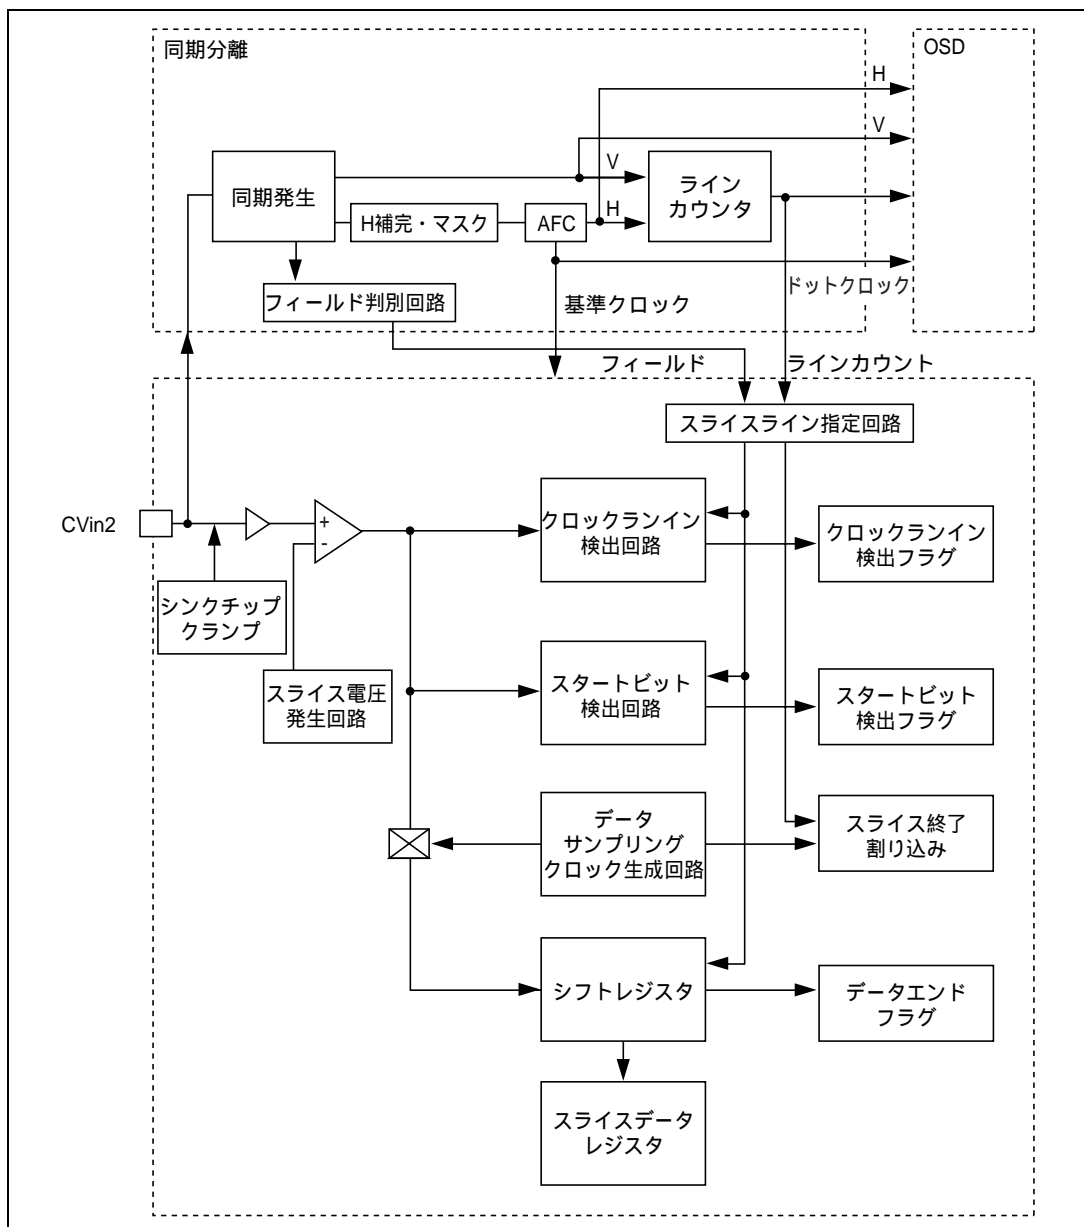 同期分離
OSD
H
V
同期発生
V
H
ライン
カウンタ
H補完・マスク
AFC
ドットクロック
フィールド判別回路
基準クロック
フィールド
ラインカウント
スライスライン指定回路
CVin2
+
-
クロックランイン
検出回路
クロックランイン
検出フラグ
シンクチップ
クランプ
スライス電圧
発生回路
スタートビット
検出回路
スタートビット
検出フラグ
データ
サンプリング
クロック生成回路
スライス終了
割り込み
シフトレジスタ
データエンド
フラグ
スライスデータ
レジスタ